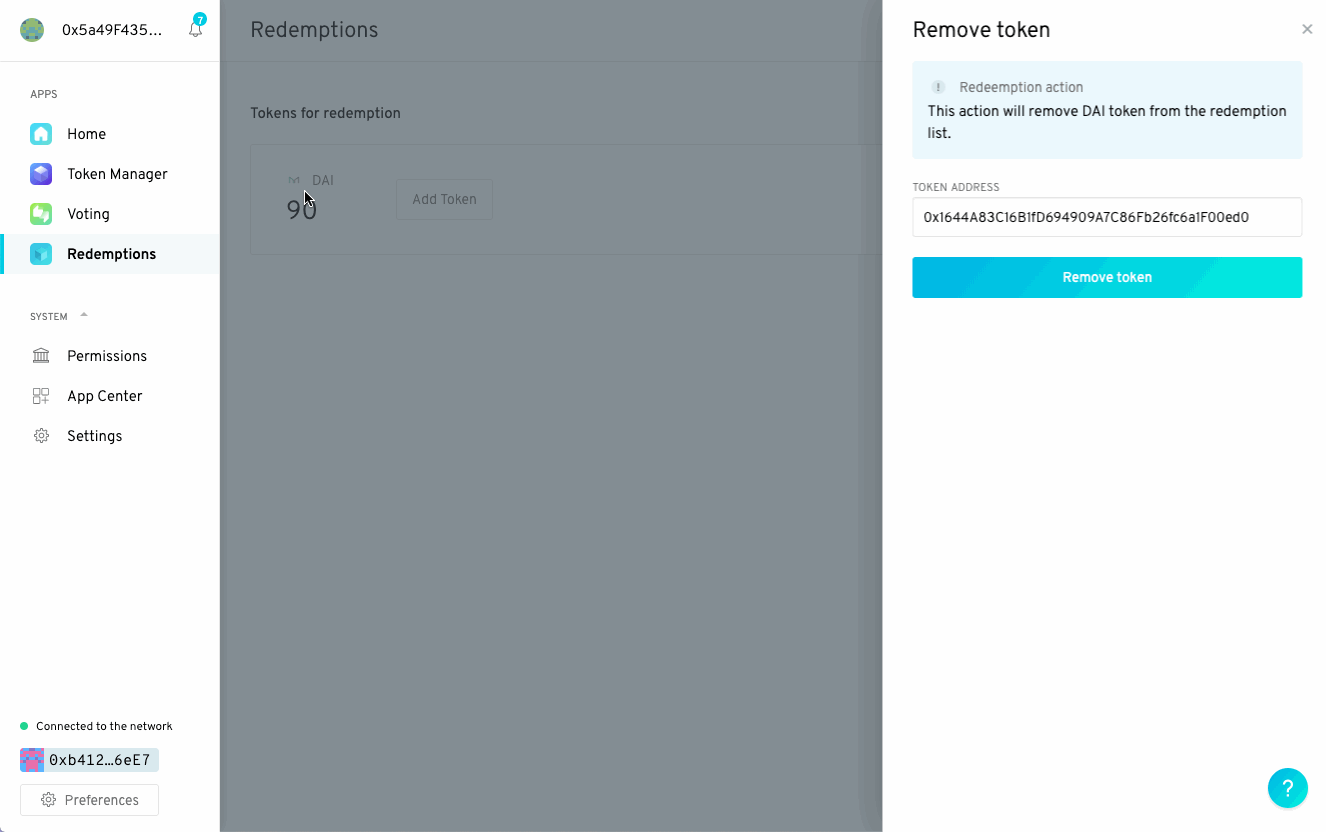 0x5a49F435...
7
APPS
Home
Token Manager
Voting
Redemptions
SYSTEM
Permissions
App Center
Settings
Connected to the network
0xb412…6eE7
Preferences
Redemptions
Tokens for redemption
DAI
90
Add Token
Remove token
×
! Redeemption action
This action will remove DAI token from the redemption
list.
TOKEN ADDRESS
0x1644A83C16B1fD694909A7C86Fb26fc6a1F00ed0
Remove token
?